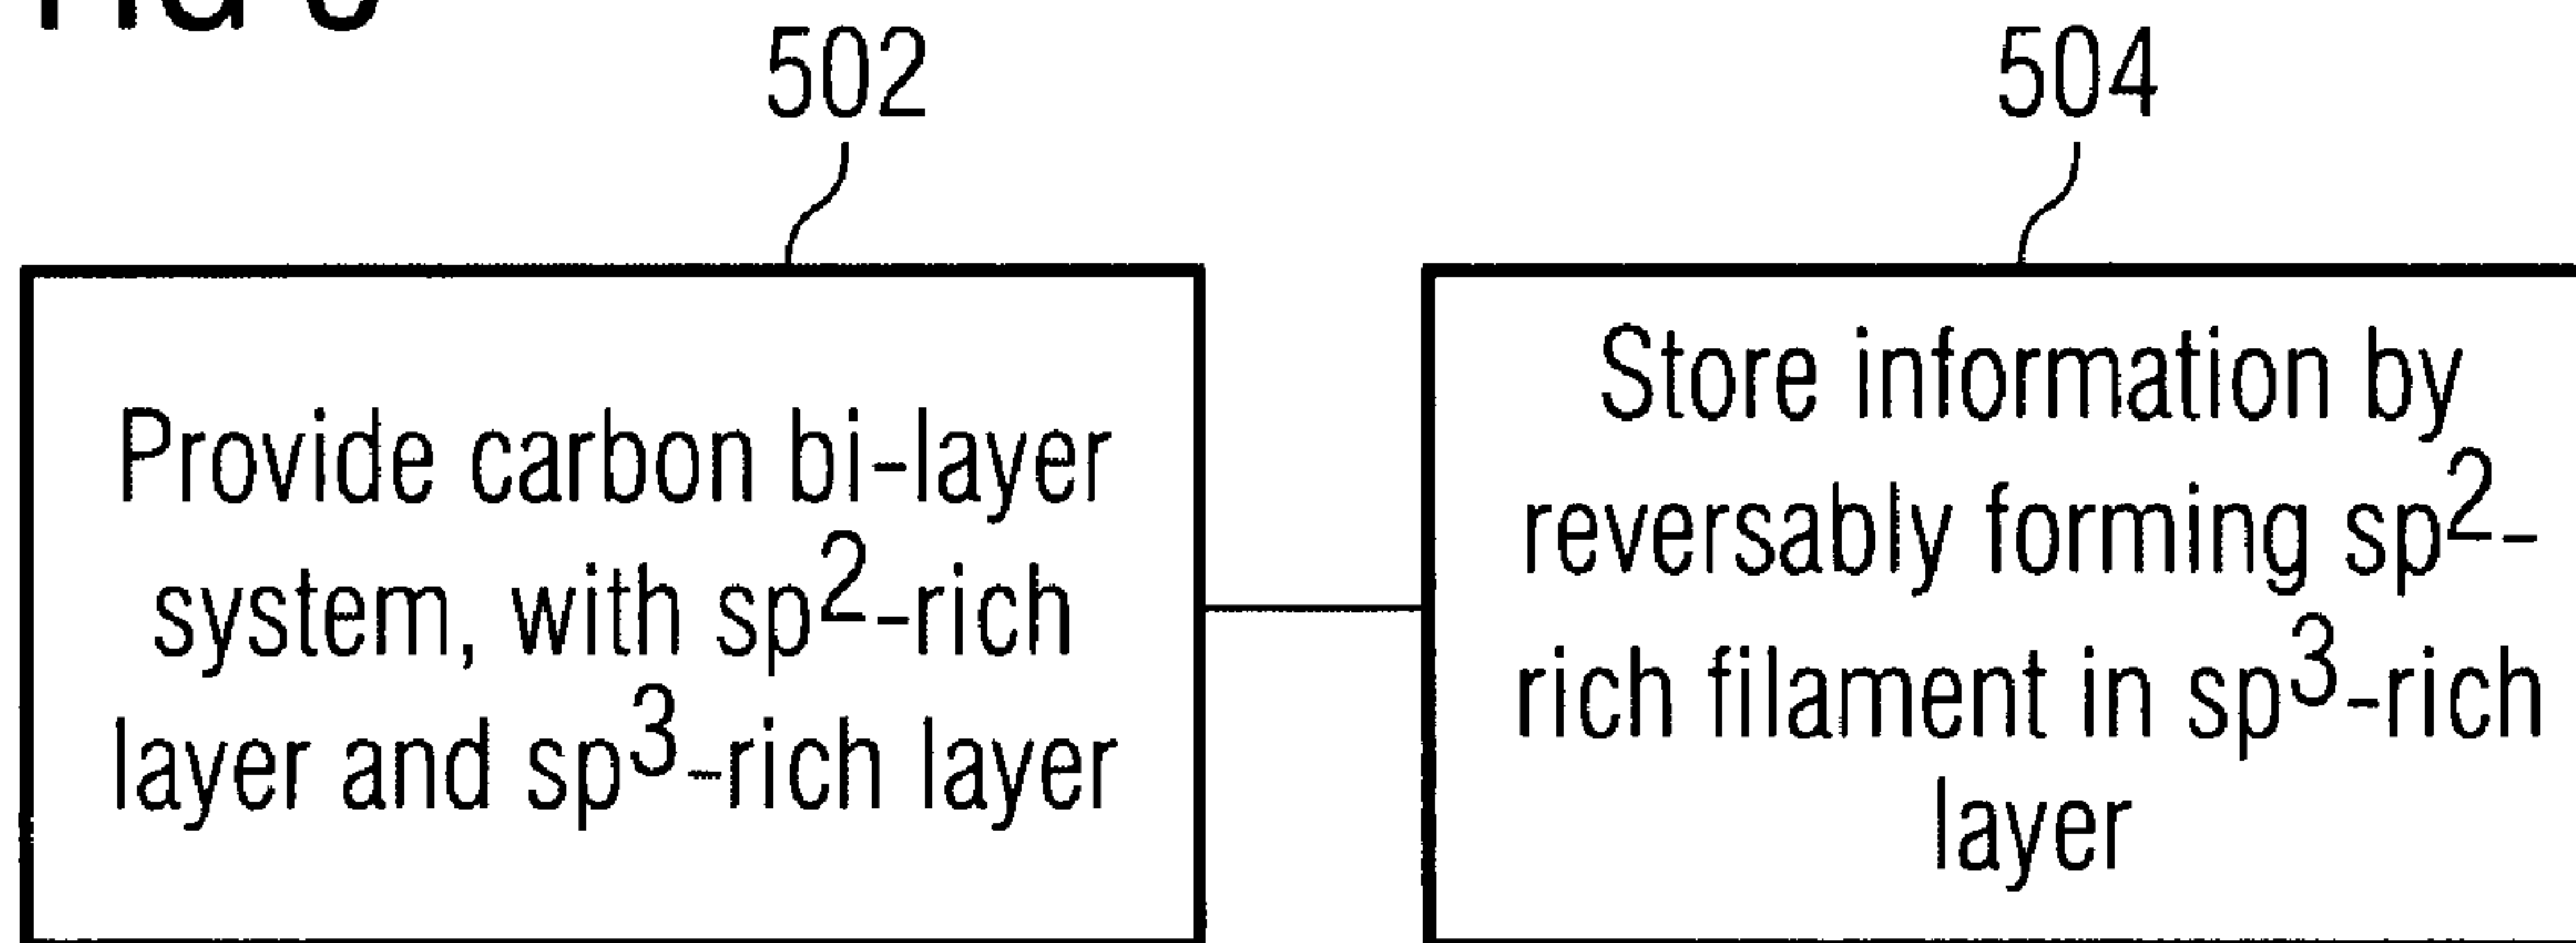 502
504
Provide carbon bi-layer
system, with sp²-rich
layer and sp³-rich layer
Store information by
reversably forming sp²-
rich filament in sp³-rich
layer